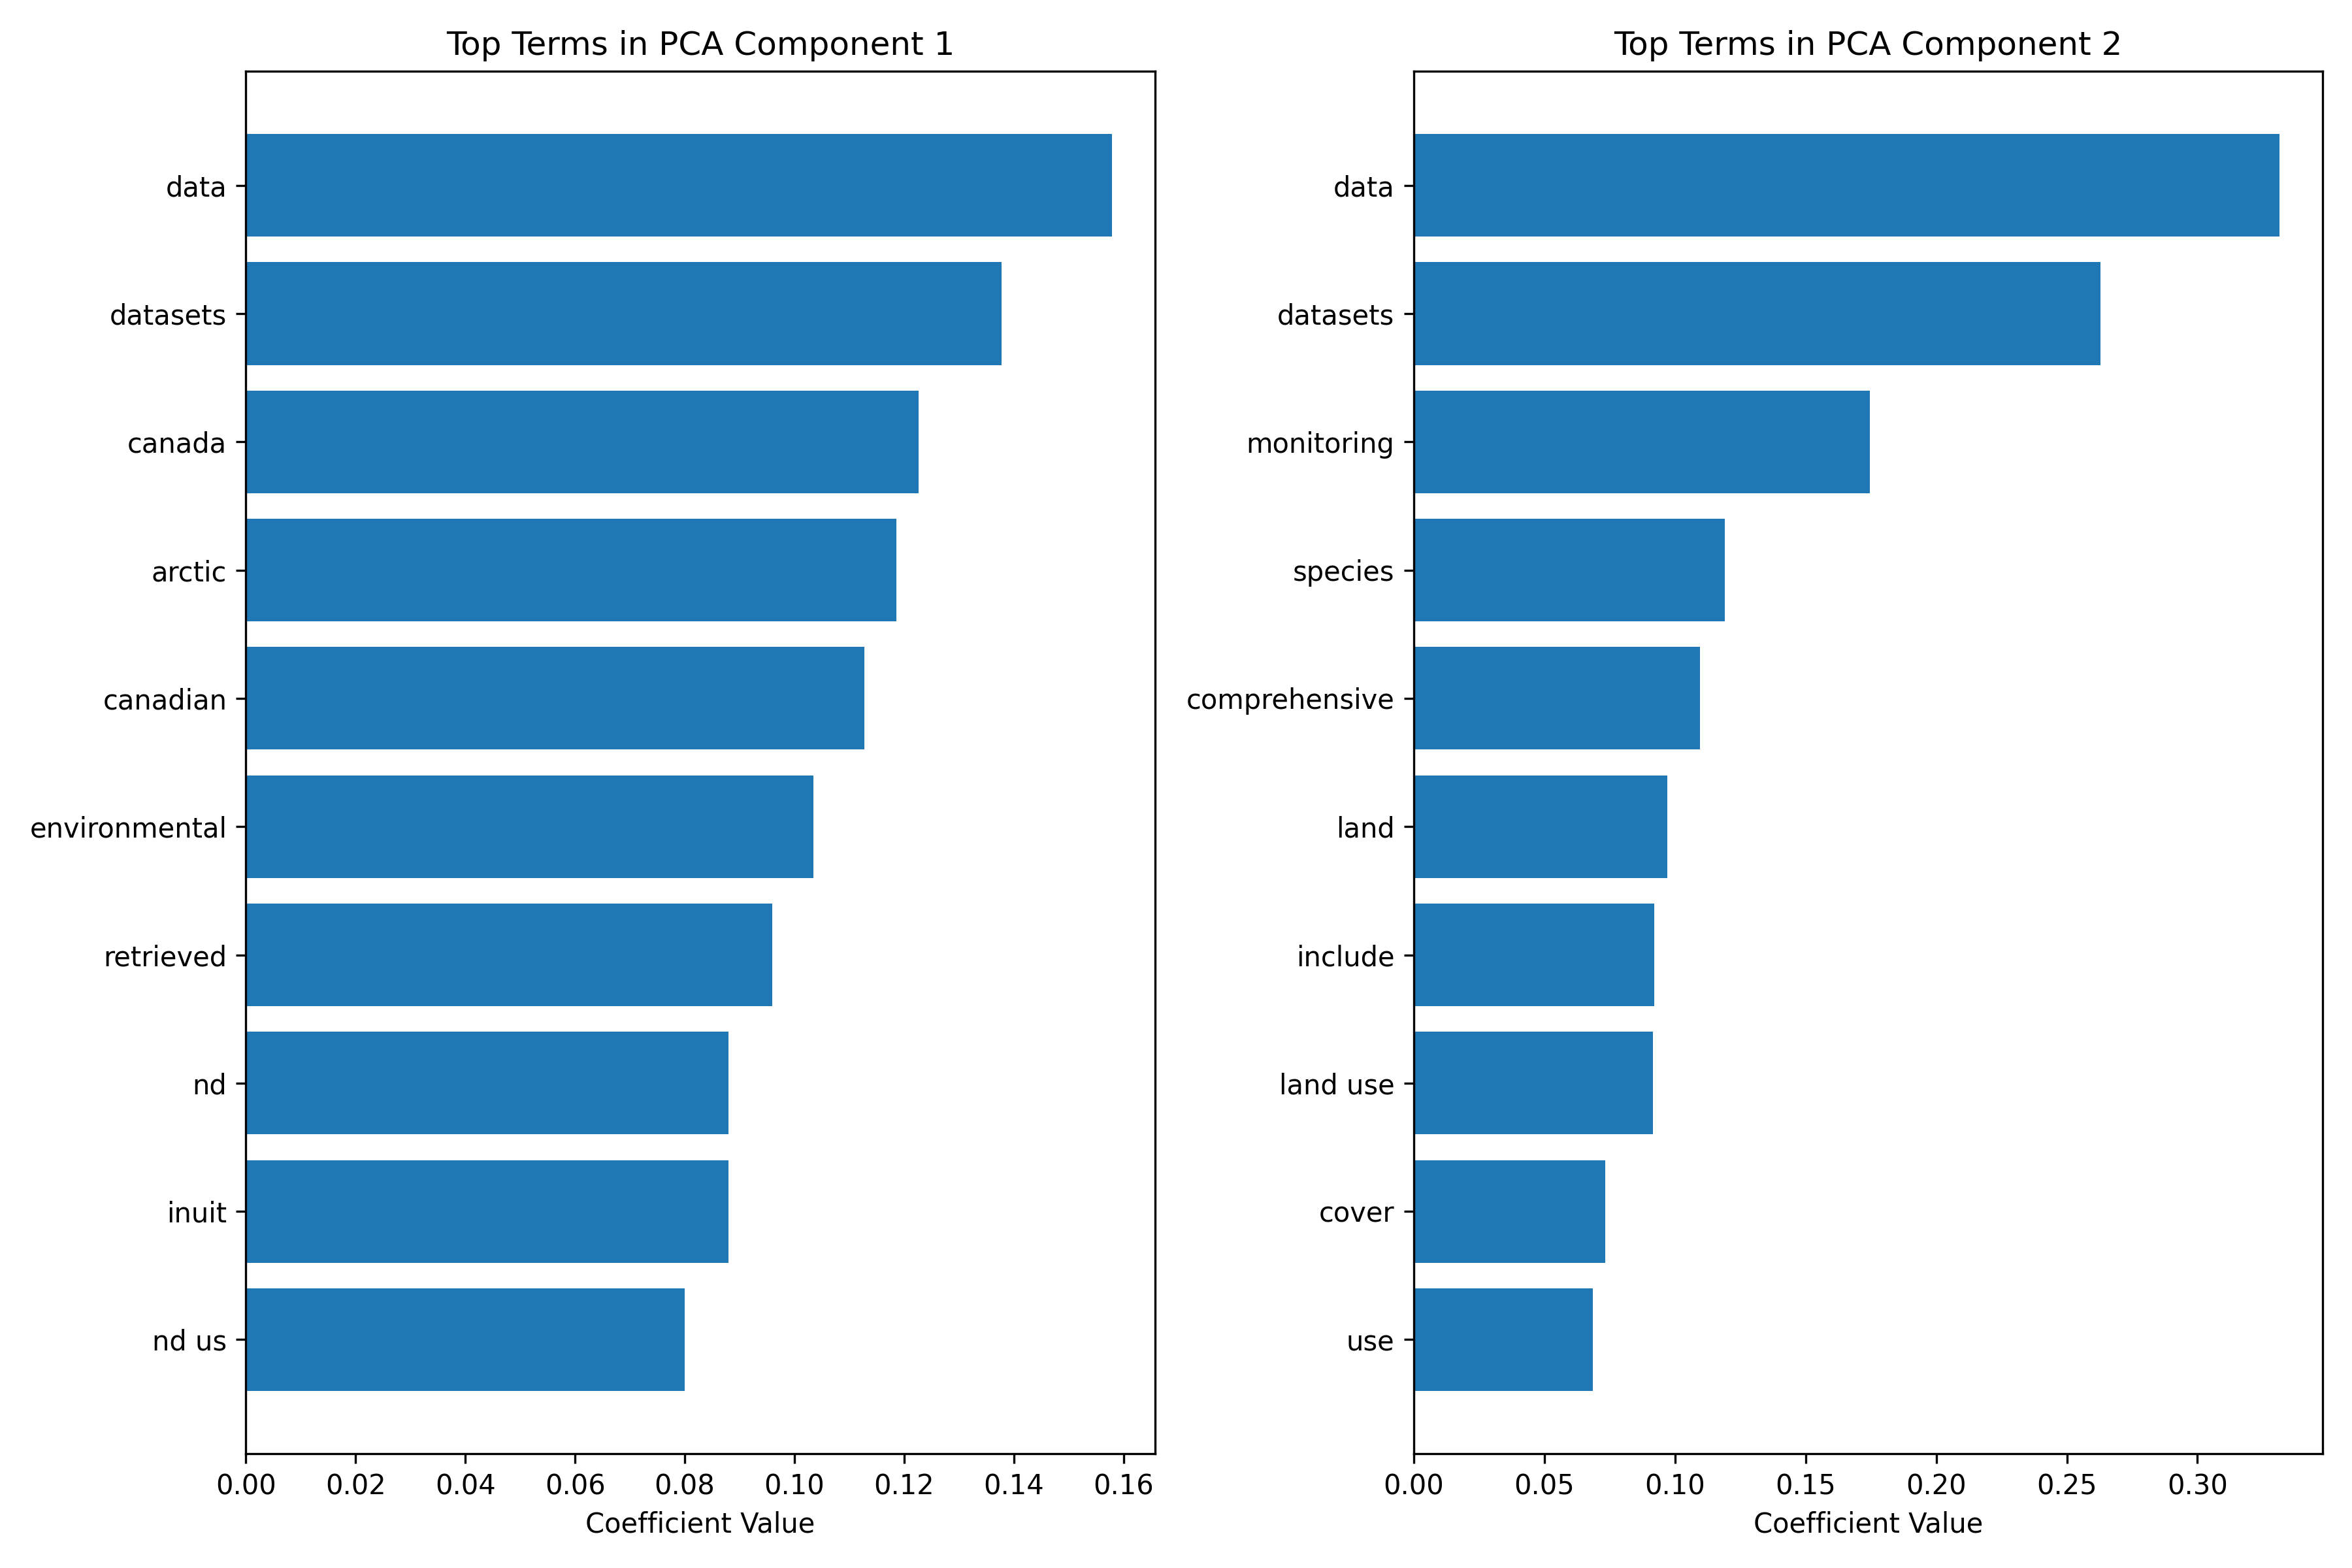 Top Terms in PCA Component 1
data
datasets
canada
arctic
canadian
environmental
retrieved
nd
inuit
nd us
0.00 0.02 0.04 0.06 0.08 0.10 0.12 0.14 0.16
Coefficient Value
Top Terms in PCA Component 2
data
datasets
monitoring
species
comprehensive
land
include
land use
cover
use
0.00 0.05 0.10 0.15 0.20 0.25 0.30
Coefficient Value